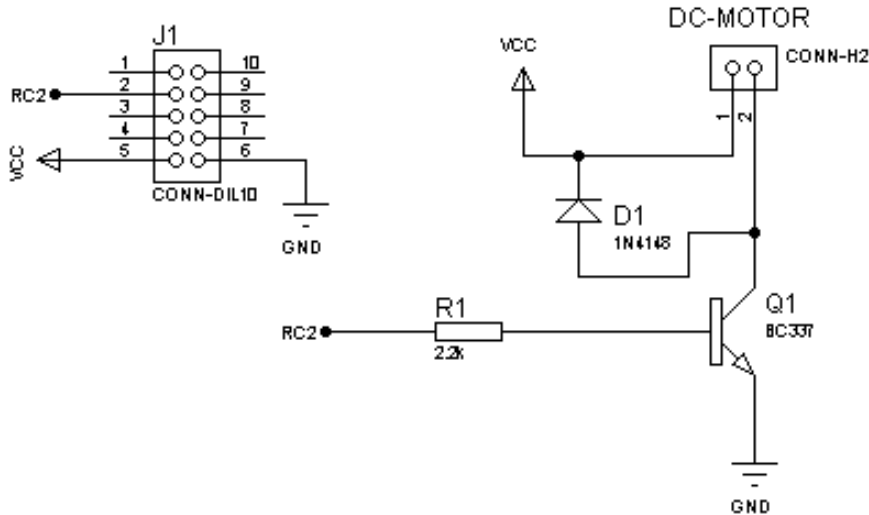 J1
1 10
RC2 2 9
3 8
4 7
VCC 5 6
CONN-DIL10
GND
DC-MOTOR
VCC
CONN-H2
1 2
D1
1N4148
RC2
R1
2.2k
Q1
BC337
GND